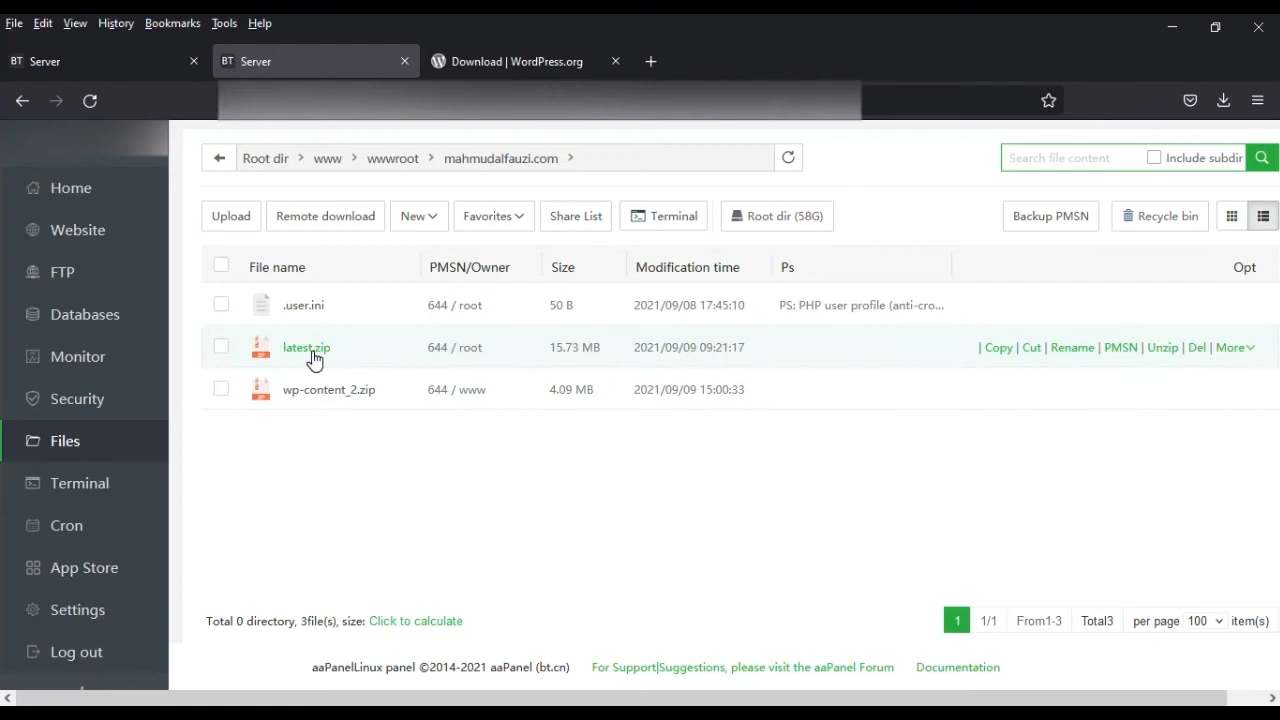 File Edit View History Bookmarks Tools Help
BT Server BT Server Download | WordPress.org
Root dir www wwwroot mahmudalfauzi.com Search file content Include subdir
Home
Website
FTP
Databases
Monitor
Security
Files
Terminal
Cron
App Store
Settings
Log out
Upload Remote download New Favorites Share List Terminal Root dir (58G) Backup PMSN Recycle bin
File name PMSN/Owner Size Modification time Ps Opt
.user.ini 644 / root 50 B 2021/09/08 17:45:10 PS: PHP user profile (anti-cro...
latest.zip 644 / root 15.73 MB 2021/09/09 09:21:17 | Copy | Cut | Rename | PMSN | Unzip | Del | More
wp-content_2.zip 644 / www 4.09 MB 2021/09/09 15:00:33
Total 0 directory, 3file(s), size: Click to calculate 1 1/1 From1-3 Total3 per page 100 item(s)
aaPanelLinux panel ©2014-2021 aaPanel (bt.cn) For Support|Suggestions, please visit the aaPanel Forum Documentation